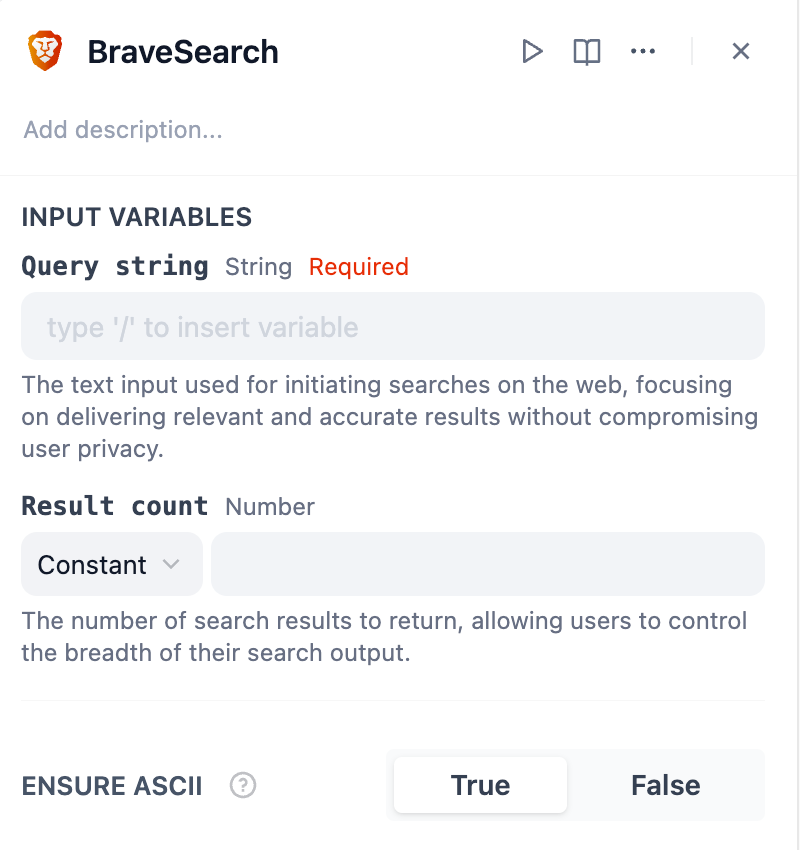 BraveSearch
Add description...
INPUT VARIABLES
Query string String Required
type '/' to insert variable
The text input used for initiating searches on the web, focusing
on delivering relevant and accurate results without compromising
user privacy.
Result count Number
Constant
The number of search results to return, allowing users to control
the breadth of their search output.
ENSURE ASCII ? True False